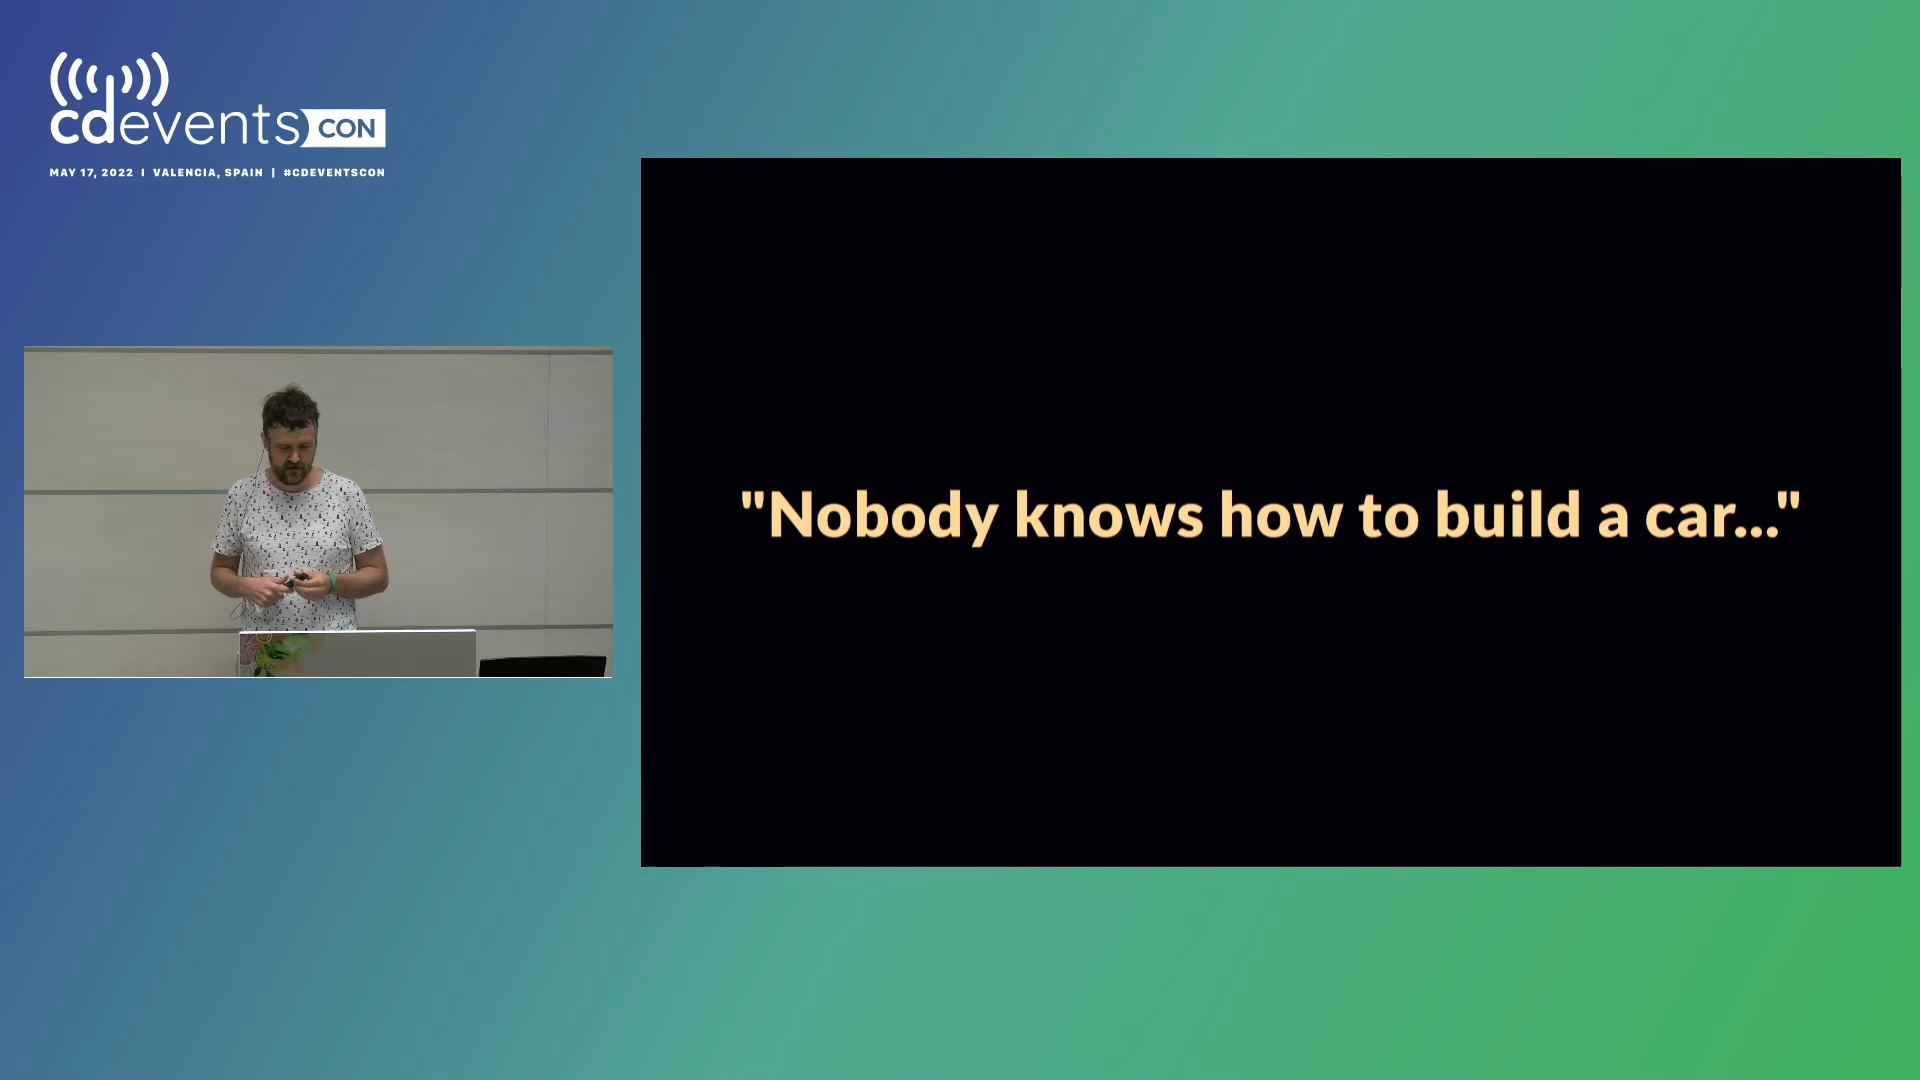 cdevents CON
MAY 17, 2022 | VALENCIA, SPAIN | #CDEVENTSCON
"Nobody knows how to build a car..."